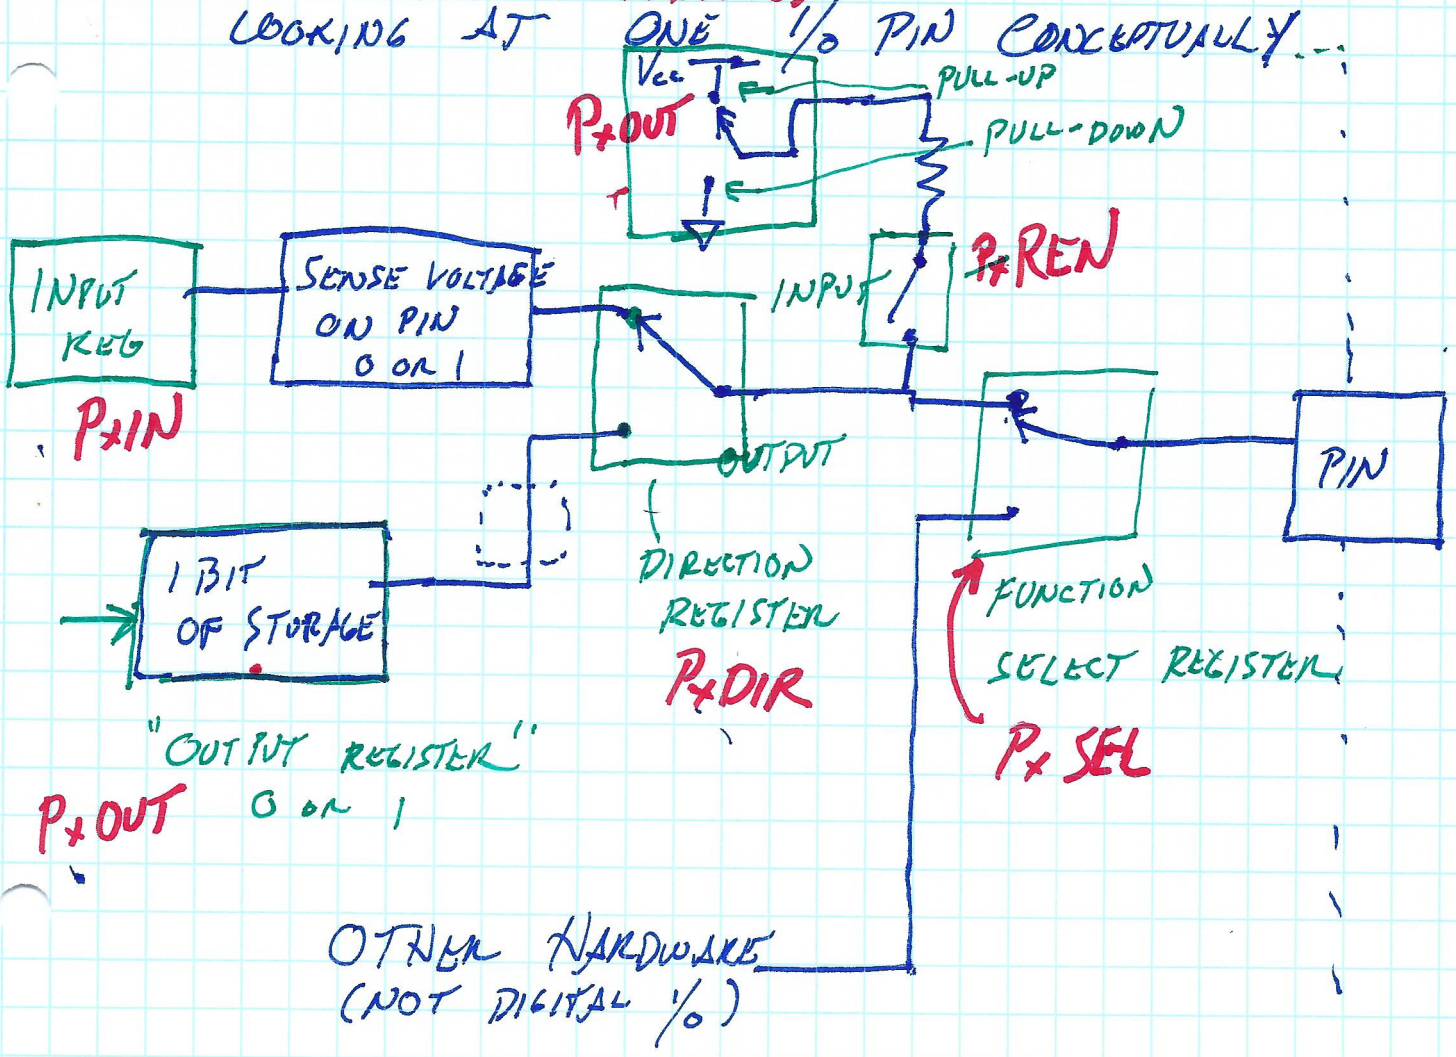 LOOKING AT ONE I/O PIN CONCEPTUALLY...
Vcc
PULL-UP
PxOUT
PULL-DOWN
INPUT
REG
SENSE VOLTAGE
ON PIN
0 OR 1
INPUT
PxREN
PxIN
OUTPUT
PIN
1 BIT
OF STORAGE
DIRECTION
REGISTER
PxDIR
FUNCTION
SELECT REGISTER
PxSEL
"OUTPUT REGISTER"
0 OR 1
PxOUT
OTHER HARDWARE
(NOT DIGITAL I/O)